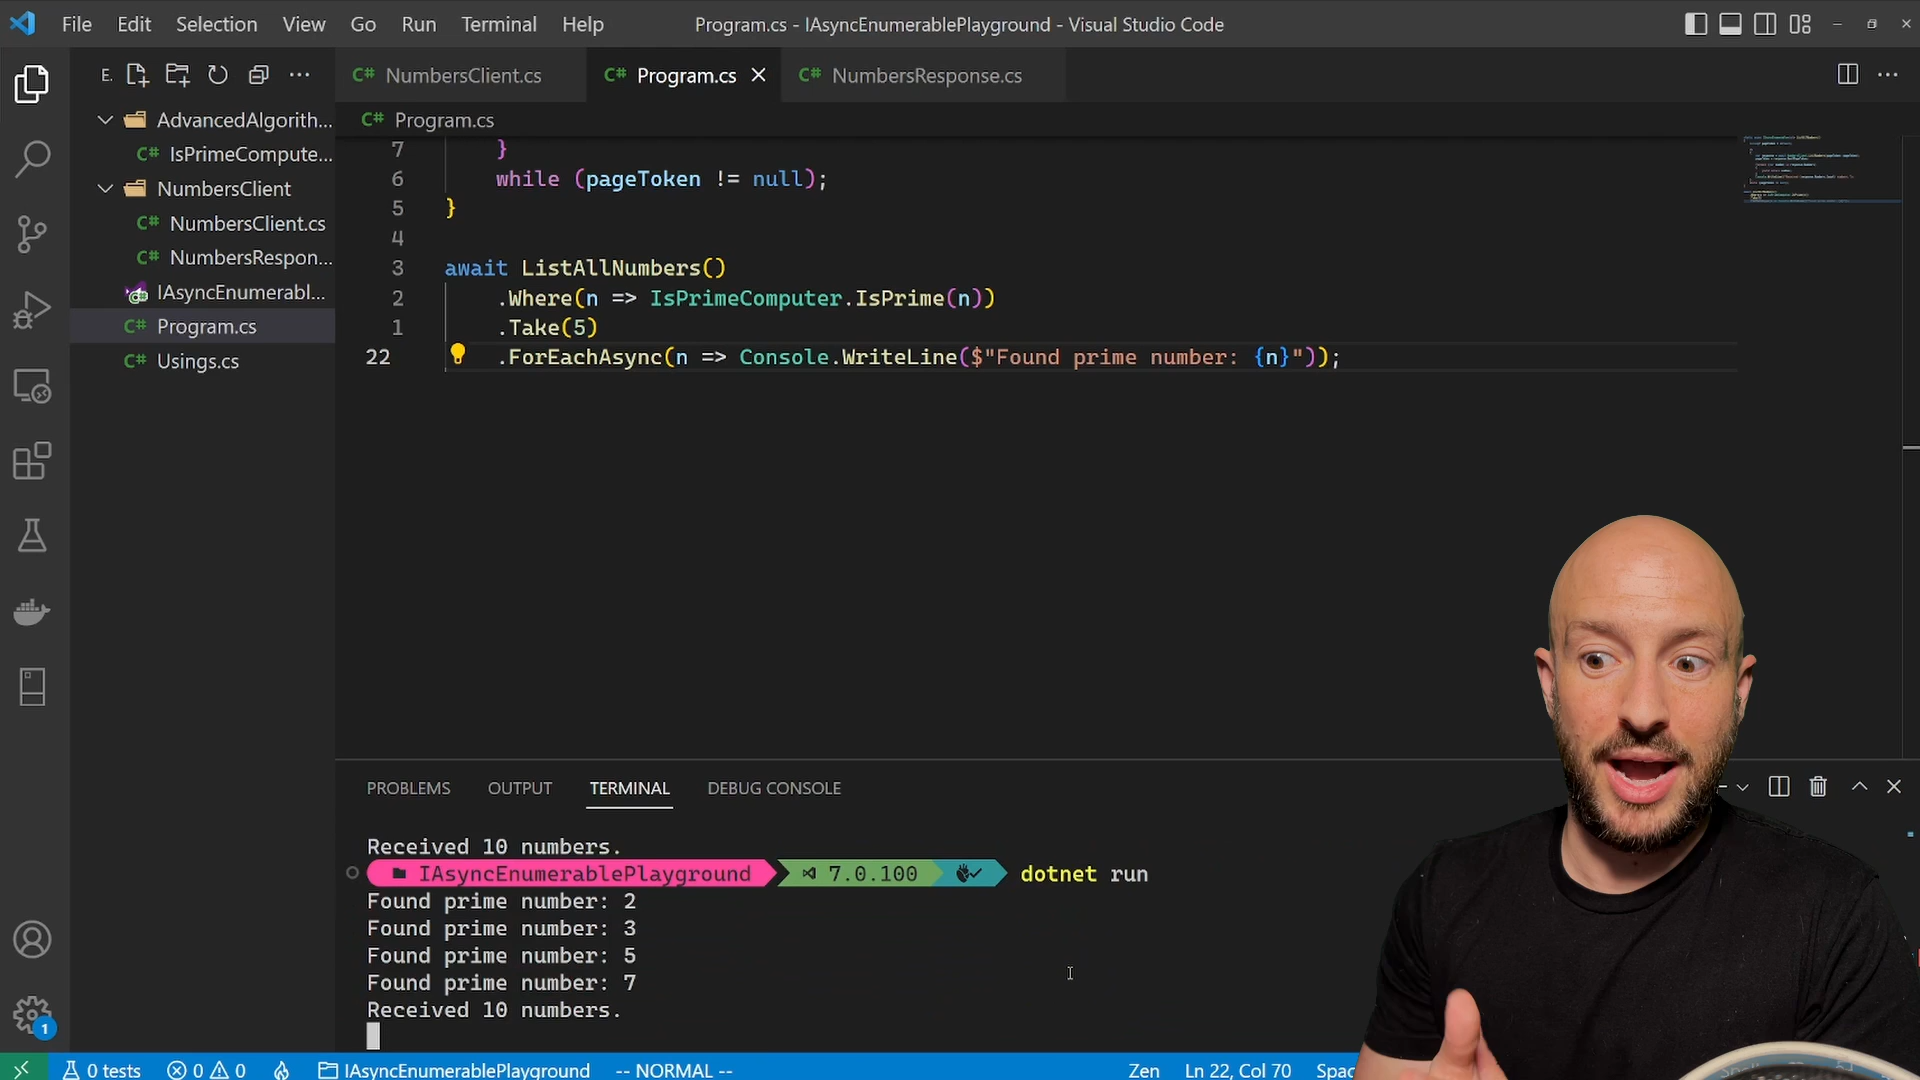 File Edit Selection View Go Run Terminal Help
Program.cs - IAsyncEnumerablePlayground - Visual Studio Code
E.
C# NumbersClient.cs
C# Program.cs
C# NumbersResponse.cs
AdvancedAlgorith...
C# IsPrimeCompute...
NumbersClient
C# NumbersClient.cs
C# NumbersRespon...
IAsyncEnumerabl...
C# Program.cs
C# Usings.cs
C# Program.cs
7 }
6 while (pageToken != null);
5 }
4
3 await ListAllNumbers()
2 .Where(n => IsPrimeComputer.IsPrime(n))
1 .Take(5)
22 .ForEachAsync(n => Console.WriteLine($"Found prime number: {n}"));
PROBLEMS OUTPUT TERMINAL DEBUG CONSOLE
Received 10 numbers.
IAsyncEnumerablePlayground 7.0.100 dotnet run
Found prime number: 2
Found prime number: 3
Found prime number: 5
Found prime number: 7
Received 10 numbers.
1
0 tests 0 0 IAsyncEnumerablePlayground -- NORMAL -- Zen Ln 22, Col 70